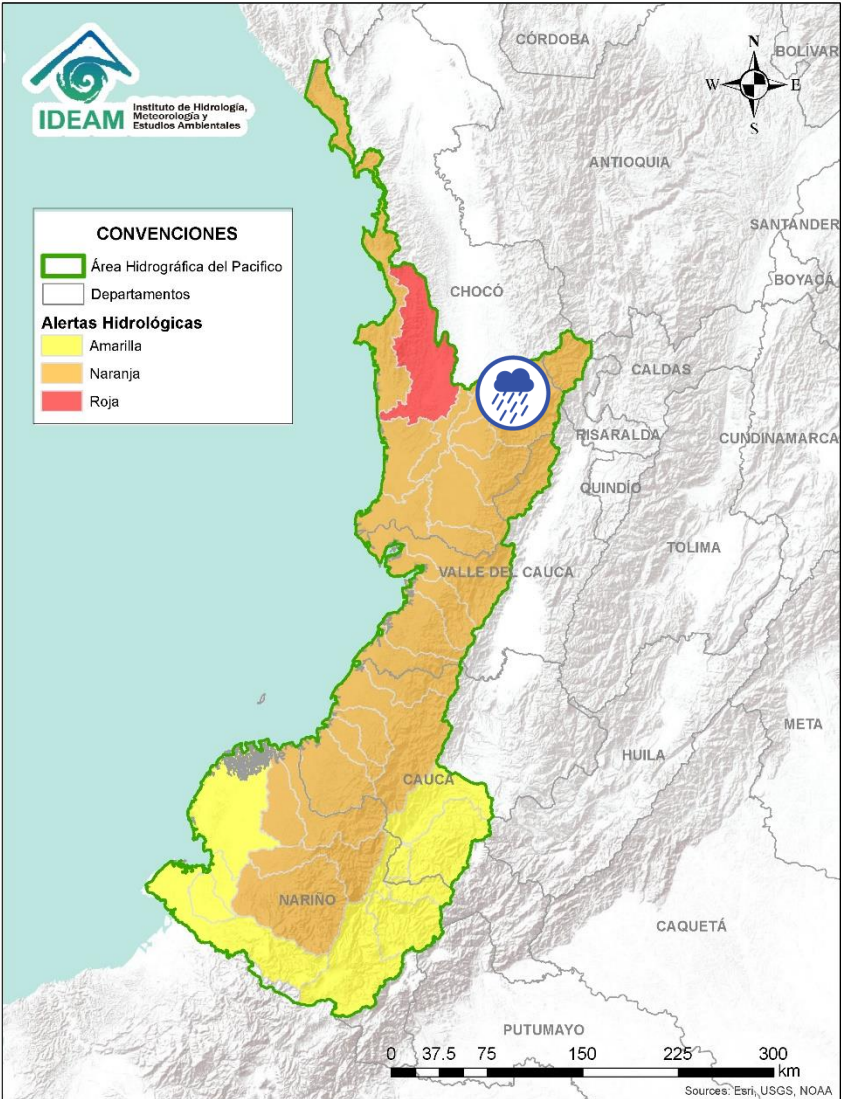 IDEAM
Instituto de Hidrología,
Meteorología y
Estudios Ambientales
CÓRDOBA
BOLÍVAR
N
W E
S
ANTIOQUIA
SANTANDER
BOYACÁ
CONVENCIONES
Área Hidrográfica del Pacifico
Departamentos
Alertas Hidrológicas
Amarilla
Naranja
Roja
CHOCÓ
CALDAS
RISARALDA
CUNDINAMARCA
QUINDÍO
TOLIMA
VALLE DEL CAUCA
META
HUILA
CAUCA
NARIÑO
CAQUETÁ
PUTUMAYO
0 37.5 75 150 225 300
km
Sources: Esri, USGS, NOAA